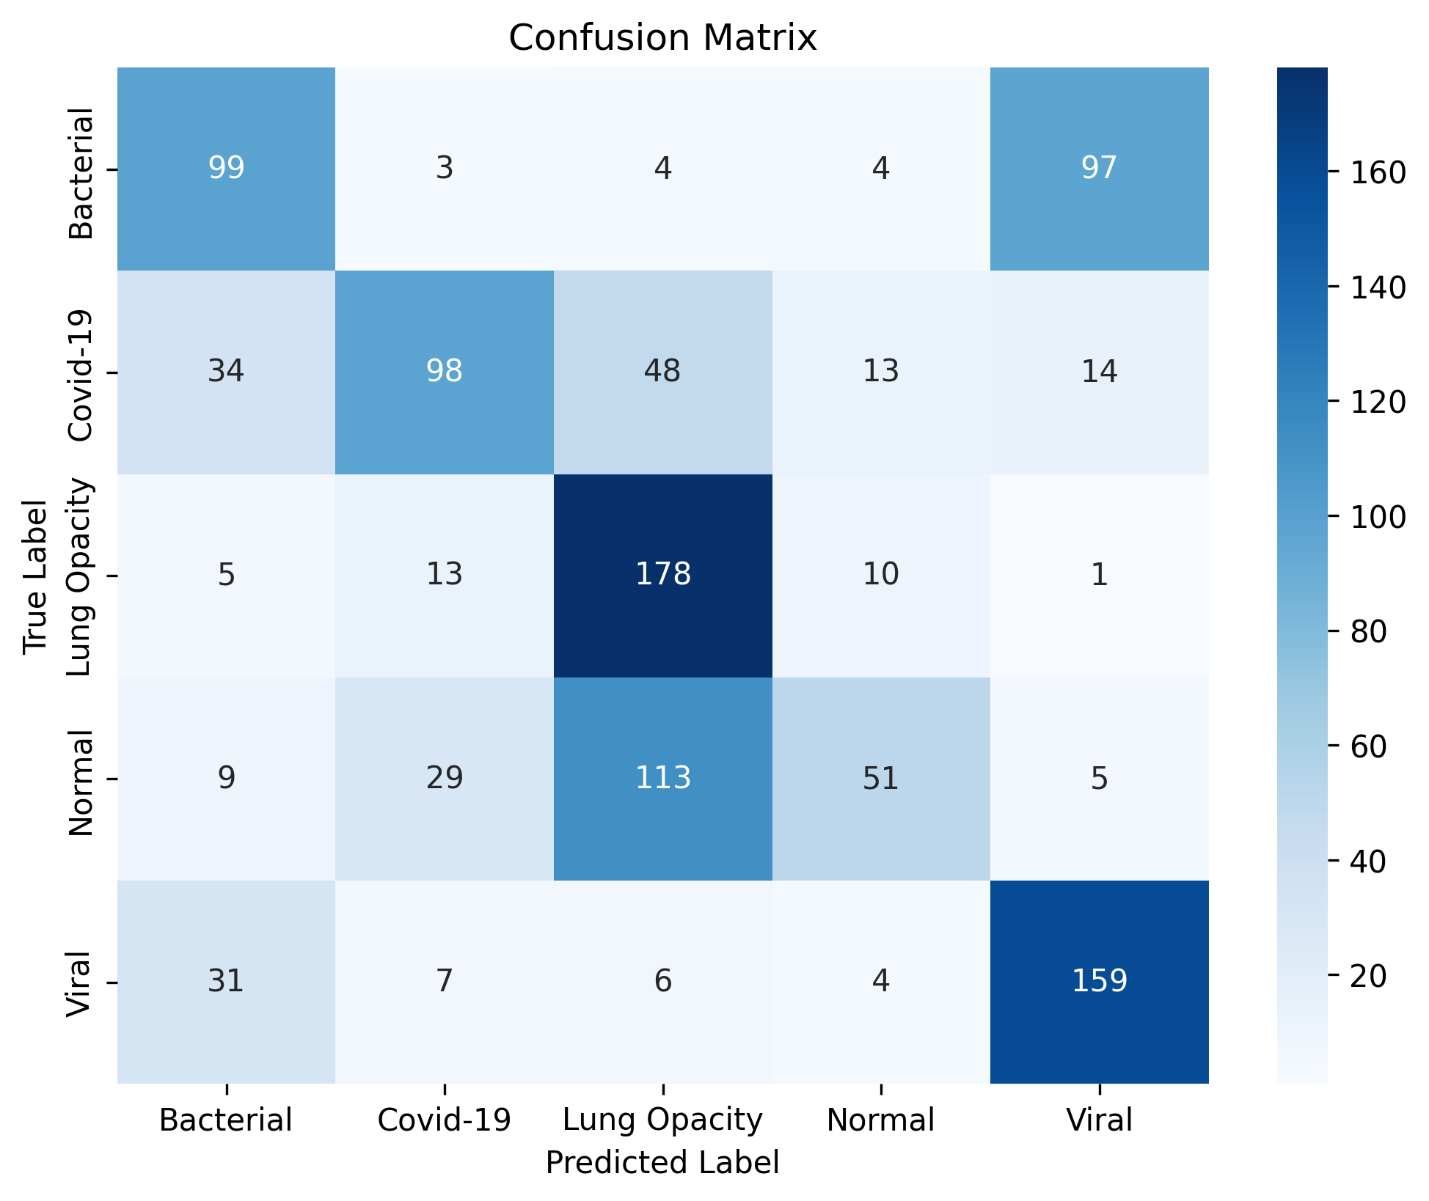 Confusion Matrix
True Label
Bacterial
99 3 4 4 97
Covid-19
34 98 48 13 14
Lung Opacity
5 13 178 10 1
Normal
9 29 113 51 5
Viral
31 7 6 4 159
Bacterial Covid-19 Lung Opacity Normal Viral
Predicted Label
160
140
120
100
80
60
40
20